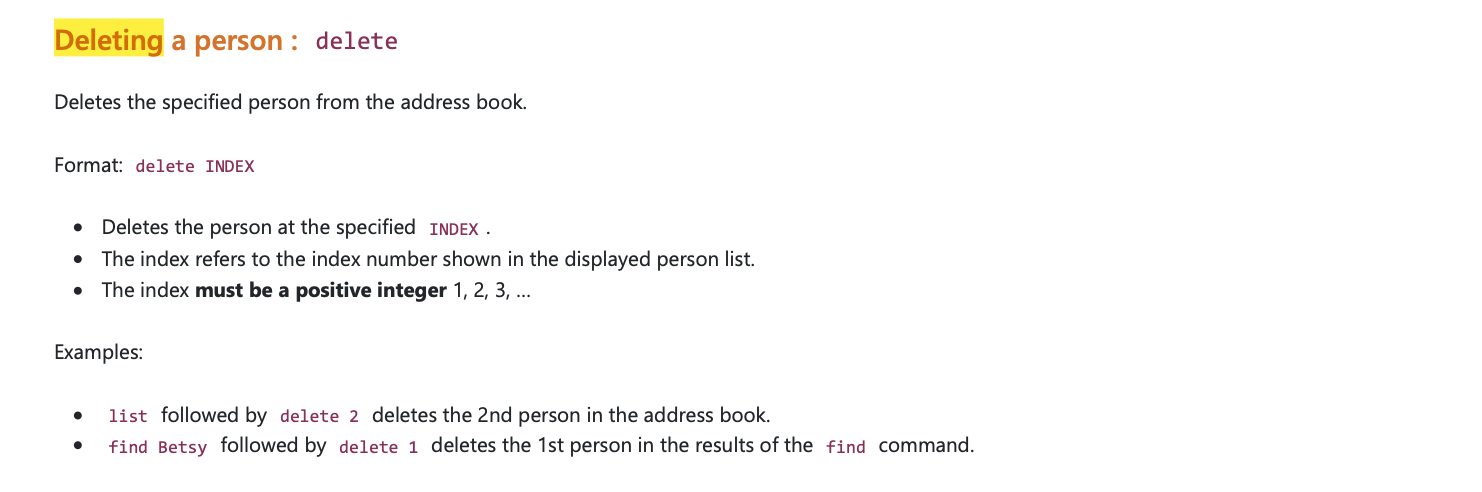 Deleting a person : delete
Deletes the specified person from the address book.
Format: delete INDEX
• Deletes the person at the specified INDEX .
• The index refers to the index number shown in the displayed person list.
• The index must be a positive integer 1, 2, 3, …
Examples:
• list followed by delete 2 deletes the 2nd person in the address book.
• find Betsy followed by delete 1 deletes the 1st person in the results of the find command.